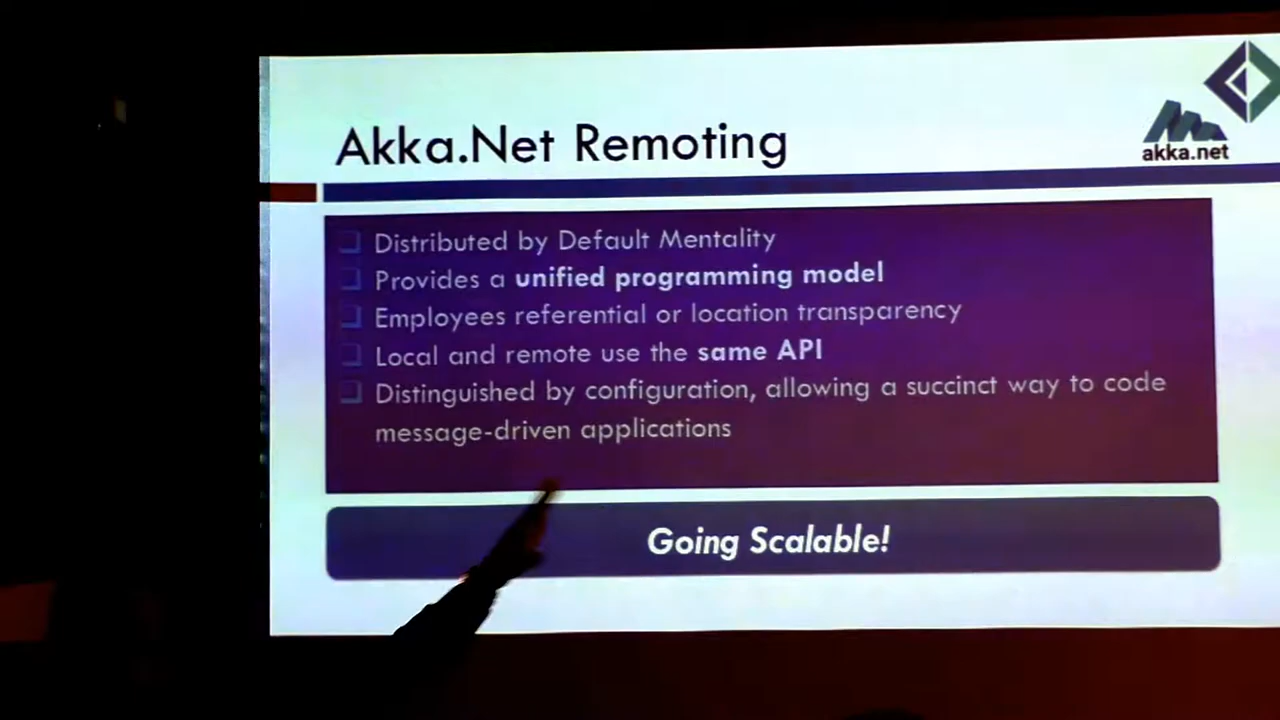 Akka.Net Remoting
akka.net
Distributed by Default Mentality
Provides a unified programming model
Employees referential or location transparency
Local and remote use the same API
Distinguished by configuration, allowing a succinct way to code
message-driven applications
Going Scalable!